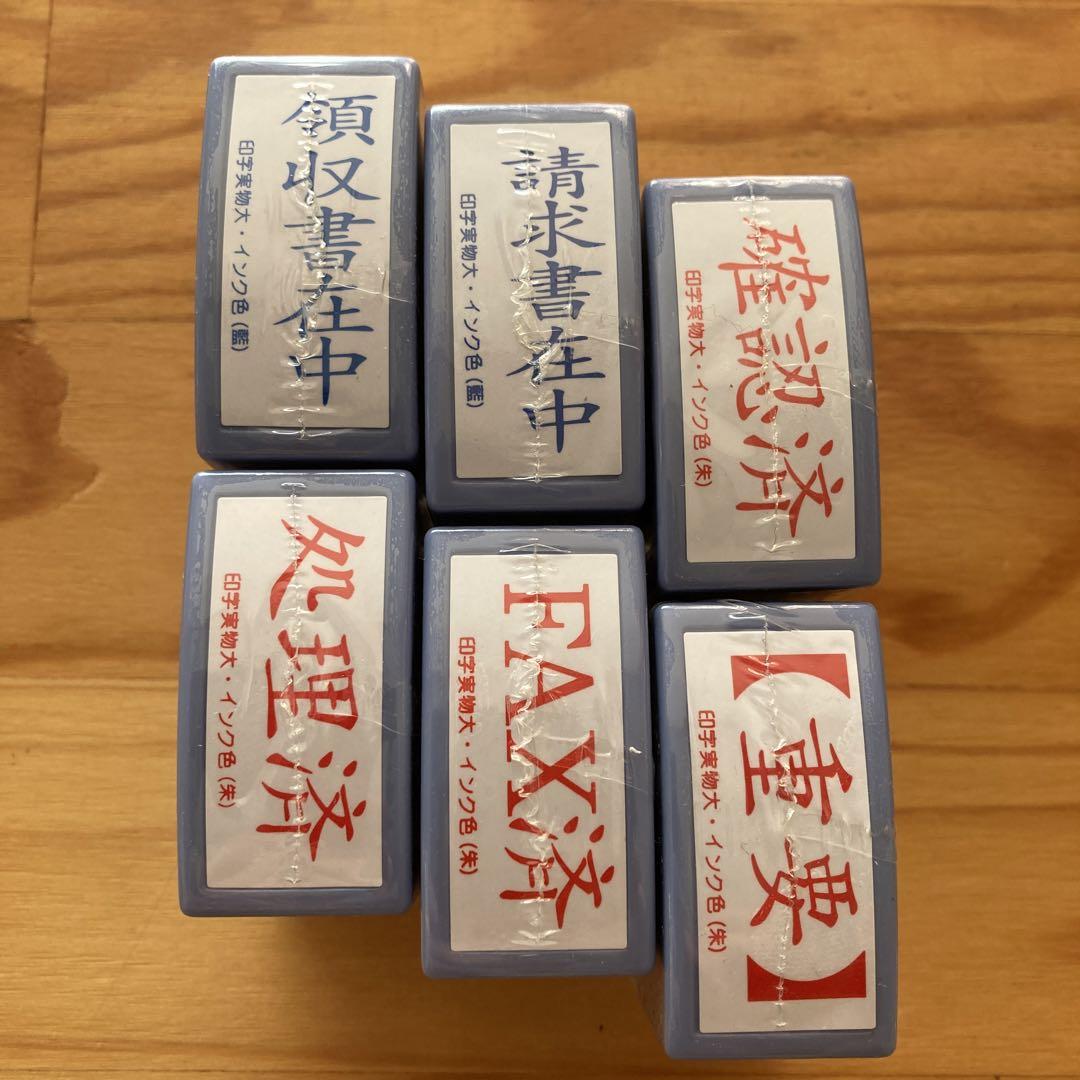 領収書在中
印字実物大・インク色(藍)
請求書在中
印字実物大・インク色(藍)
確認済
印字実物大・インク色(朱)
処理済
印字実物大・インク色(朱)
FAX済
印字実物大・インク色(朱)
【重要】
印字実物大・インク色(朱)